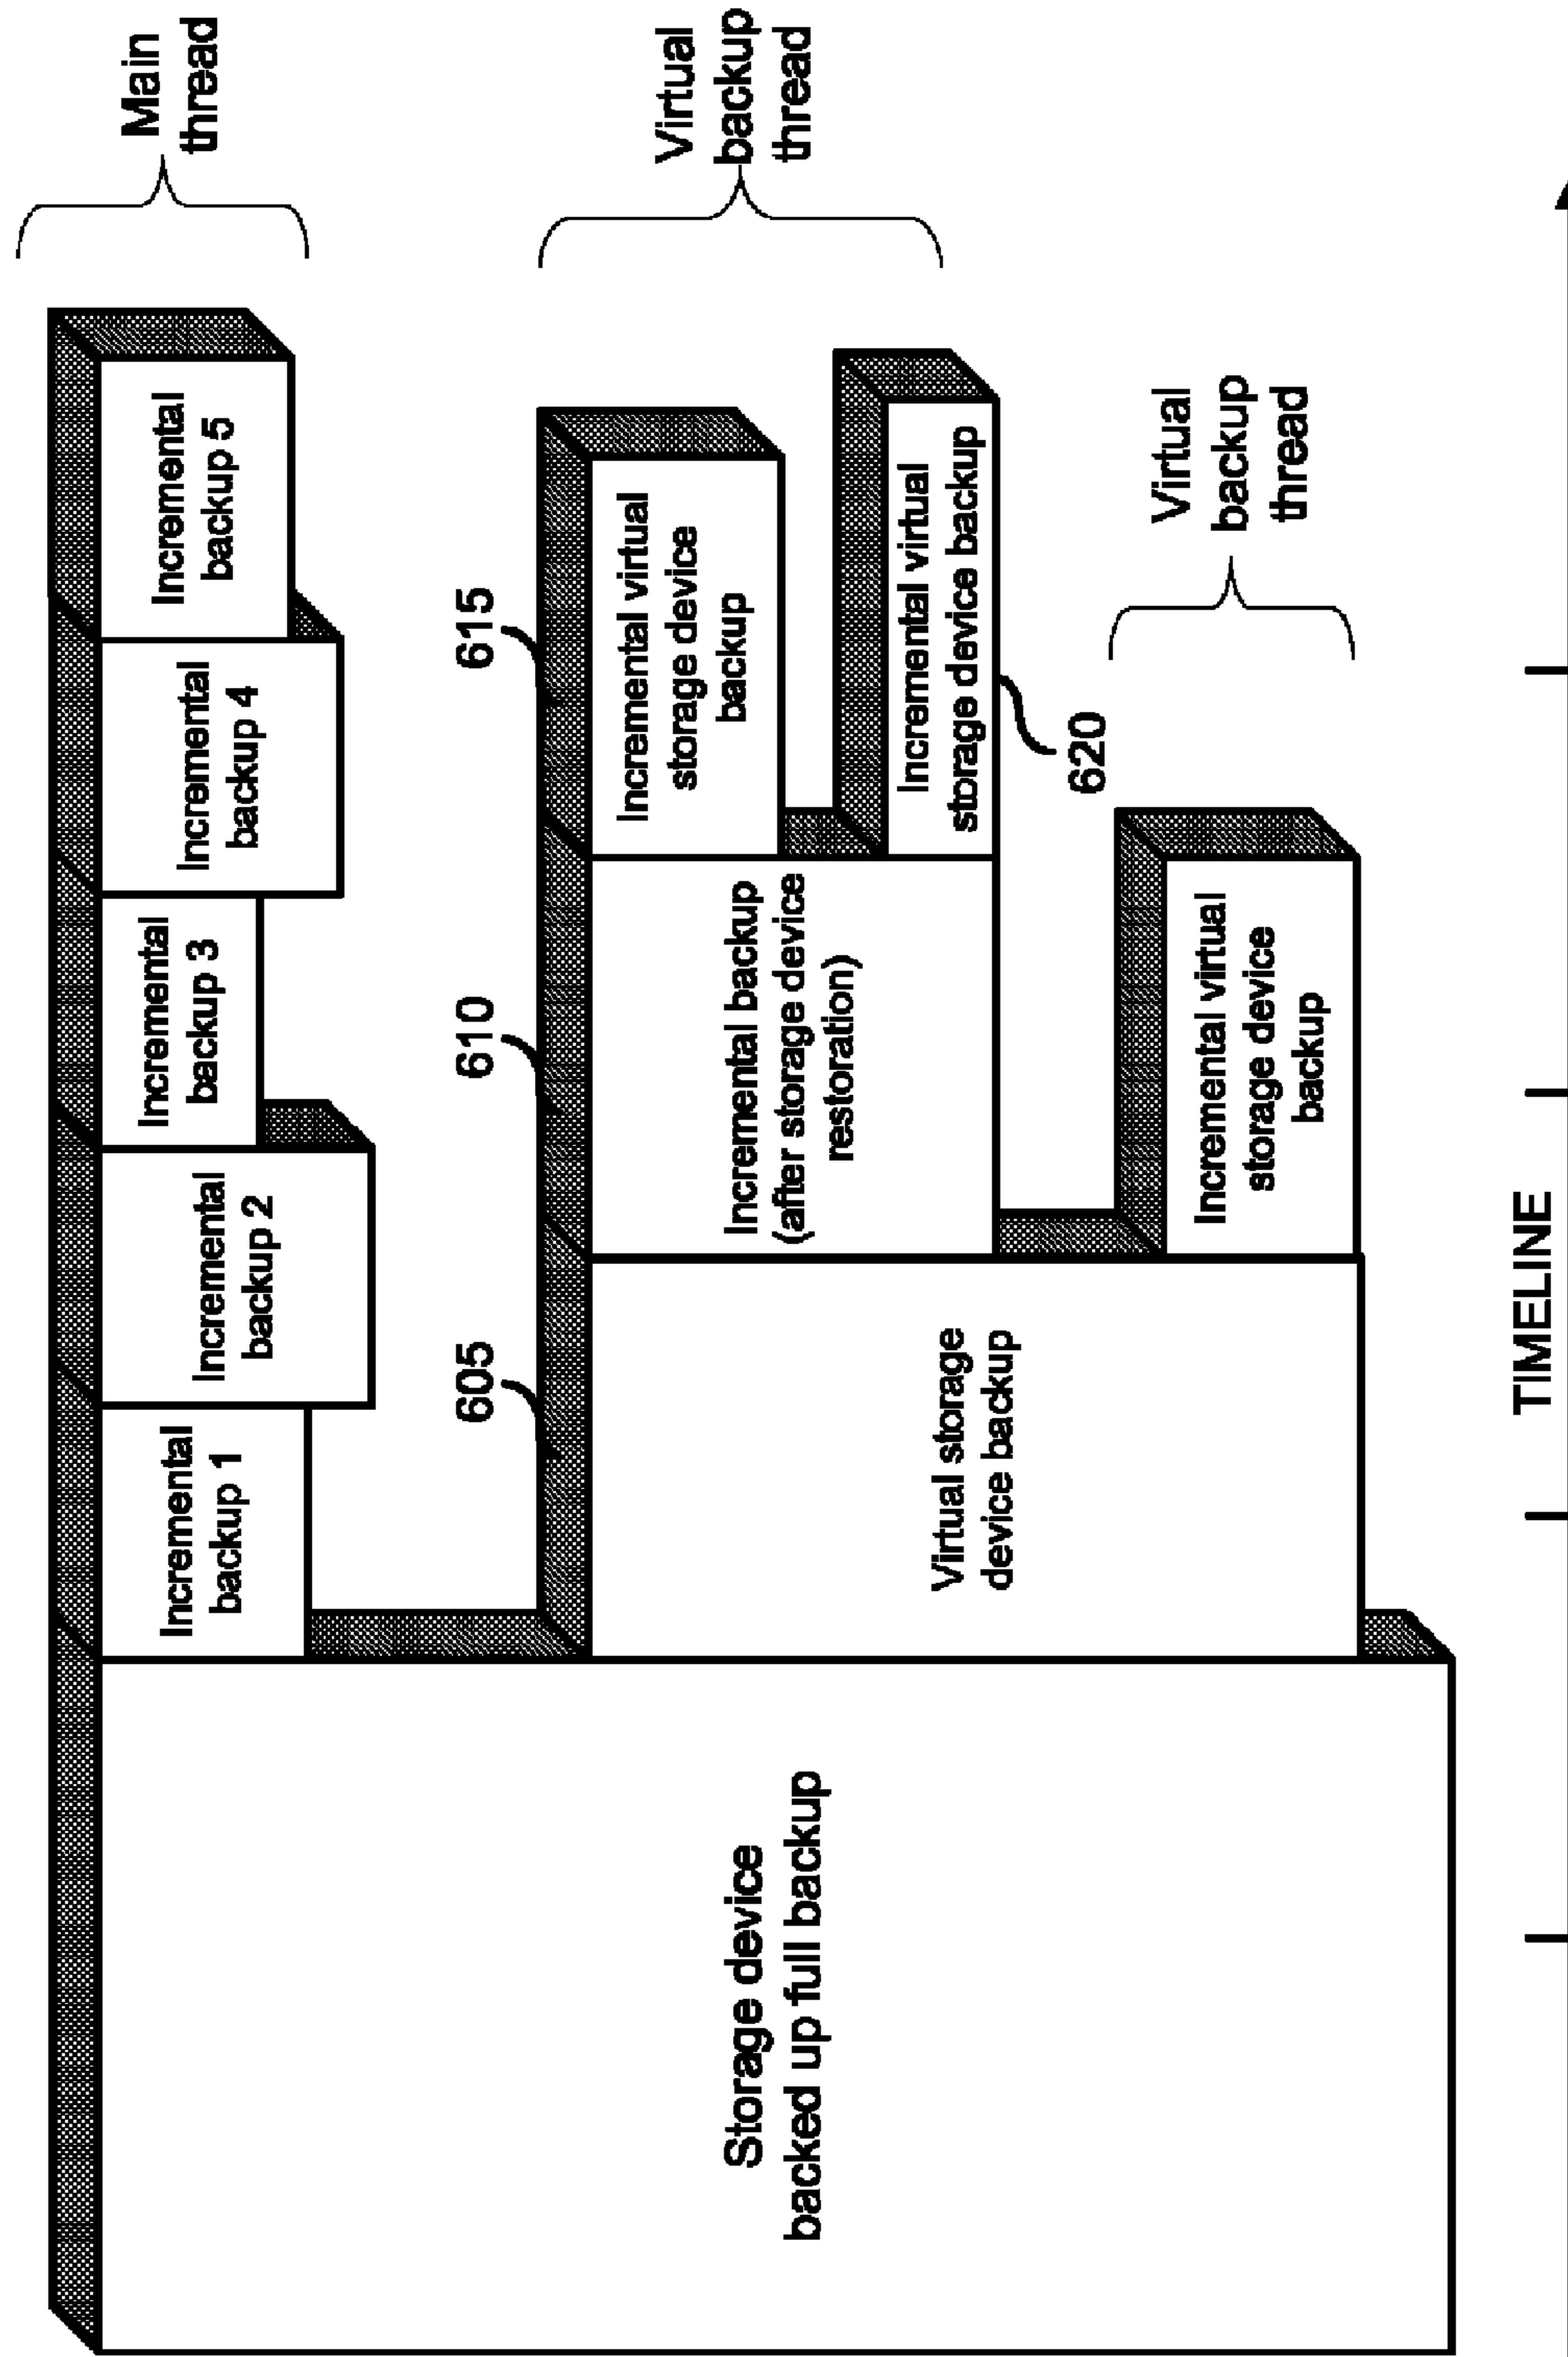 Main
thread
Incremental
backup 1
Incremental
backup 2
Incremental
backup 3
Incremental
backup 4
Incremental
backup 5
605
610
615
Storage device
backed up full backup
Virtual storage
device backup
Incremental backup
(after storage device
restoration)
Incremental virtual
storage device
backup
Incremental virtual
storage device backup
620
Virtual
backup
thread
Incremental virtual
storage device
backup
Virtual
backup
thread
TIMELINE